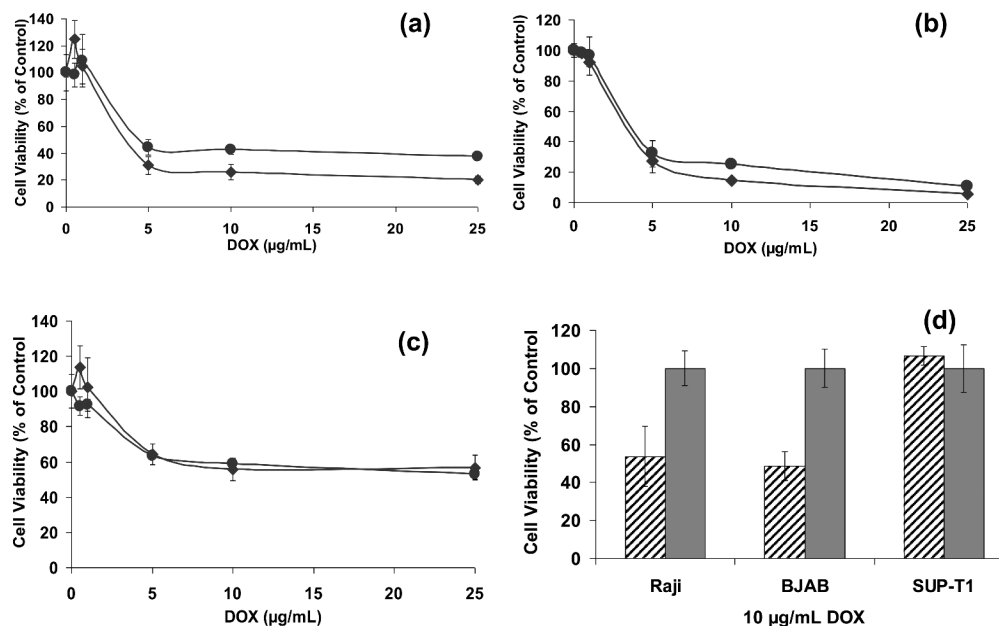 (a)
140
120
100
80
60
40
20
0
Cell Viability (% of Control)
0 5 10 15 20 25
DOX (µg/mL)
(b)
120
100
80
60
40
20
0
Cell Viability (% of Control)
0 5 10 15 20 25
DOX (µg/mL)
(c)
140
120
100
80
60
40
20
0
Cell Viability (% of Control)
0 5 10 15 20 25
DOX (µg/mL)
(d)
120
100
80
60
40
20
0
Cell Viability (% of Control)
Raji BJAB SUP-T1
10 µg/mL DOX